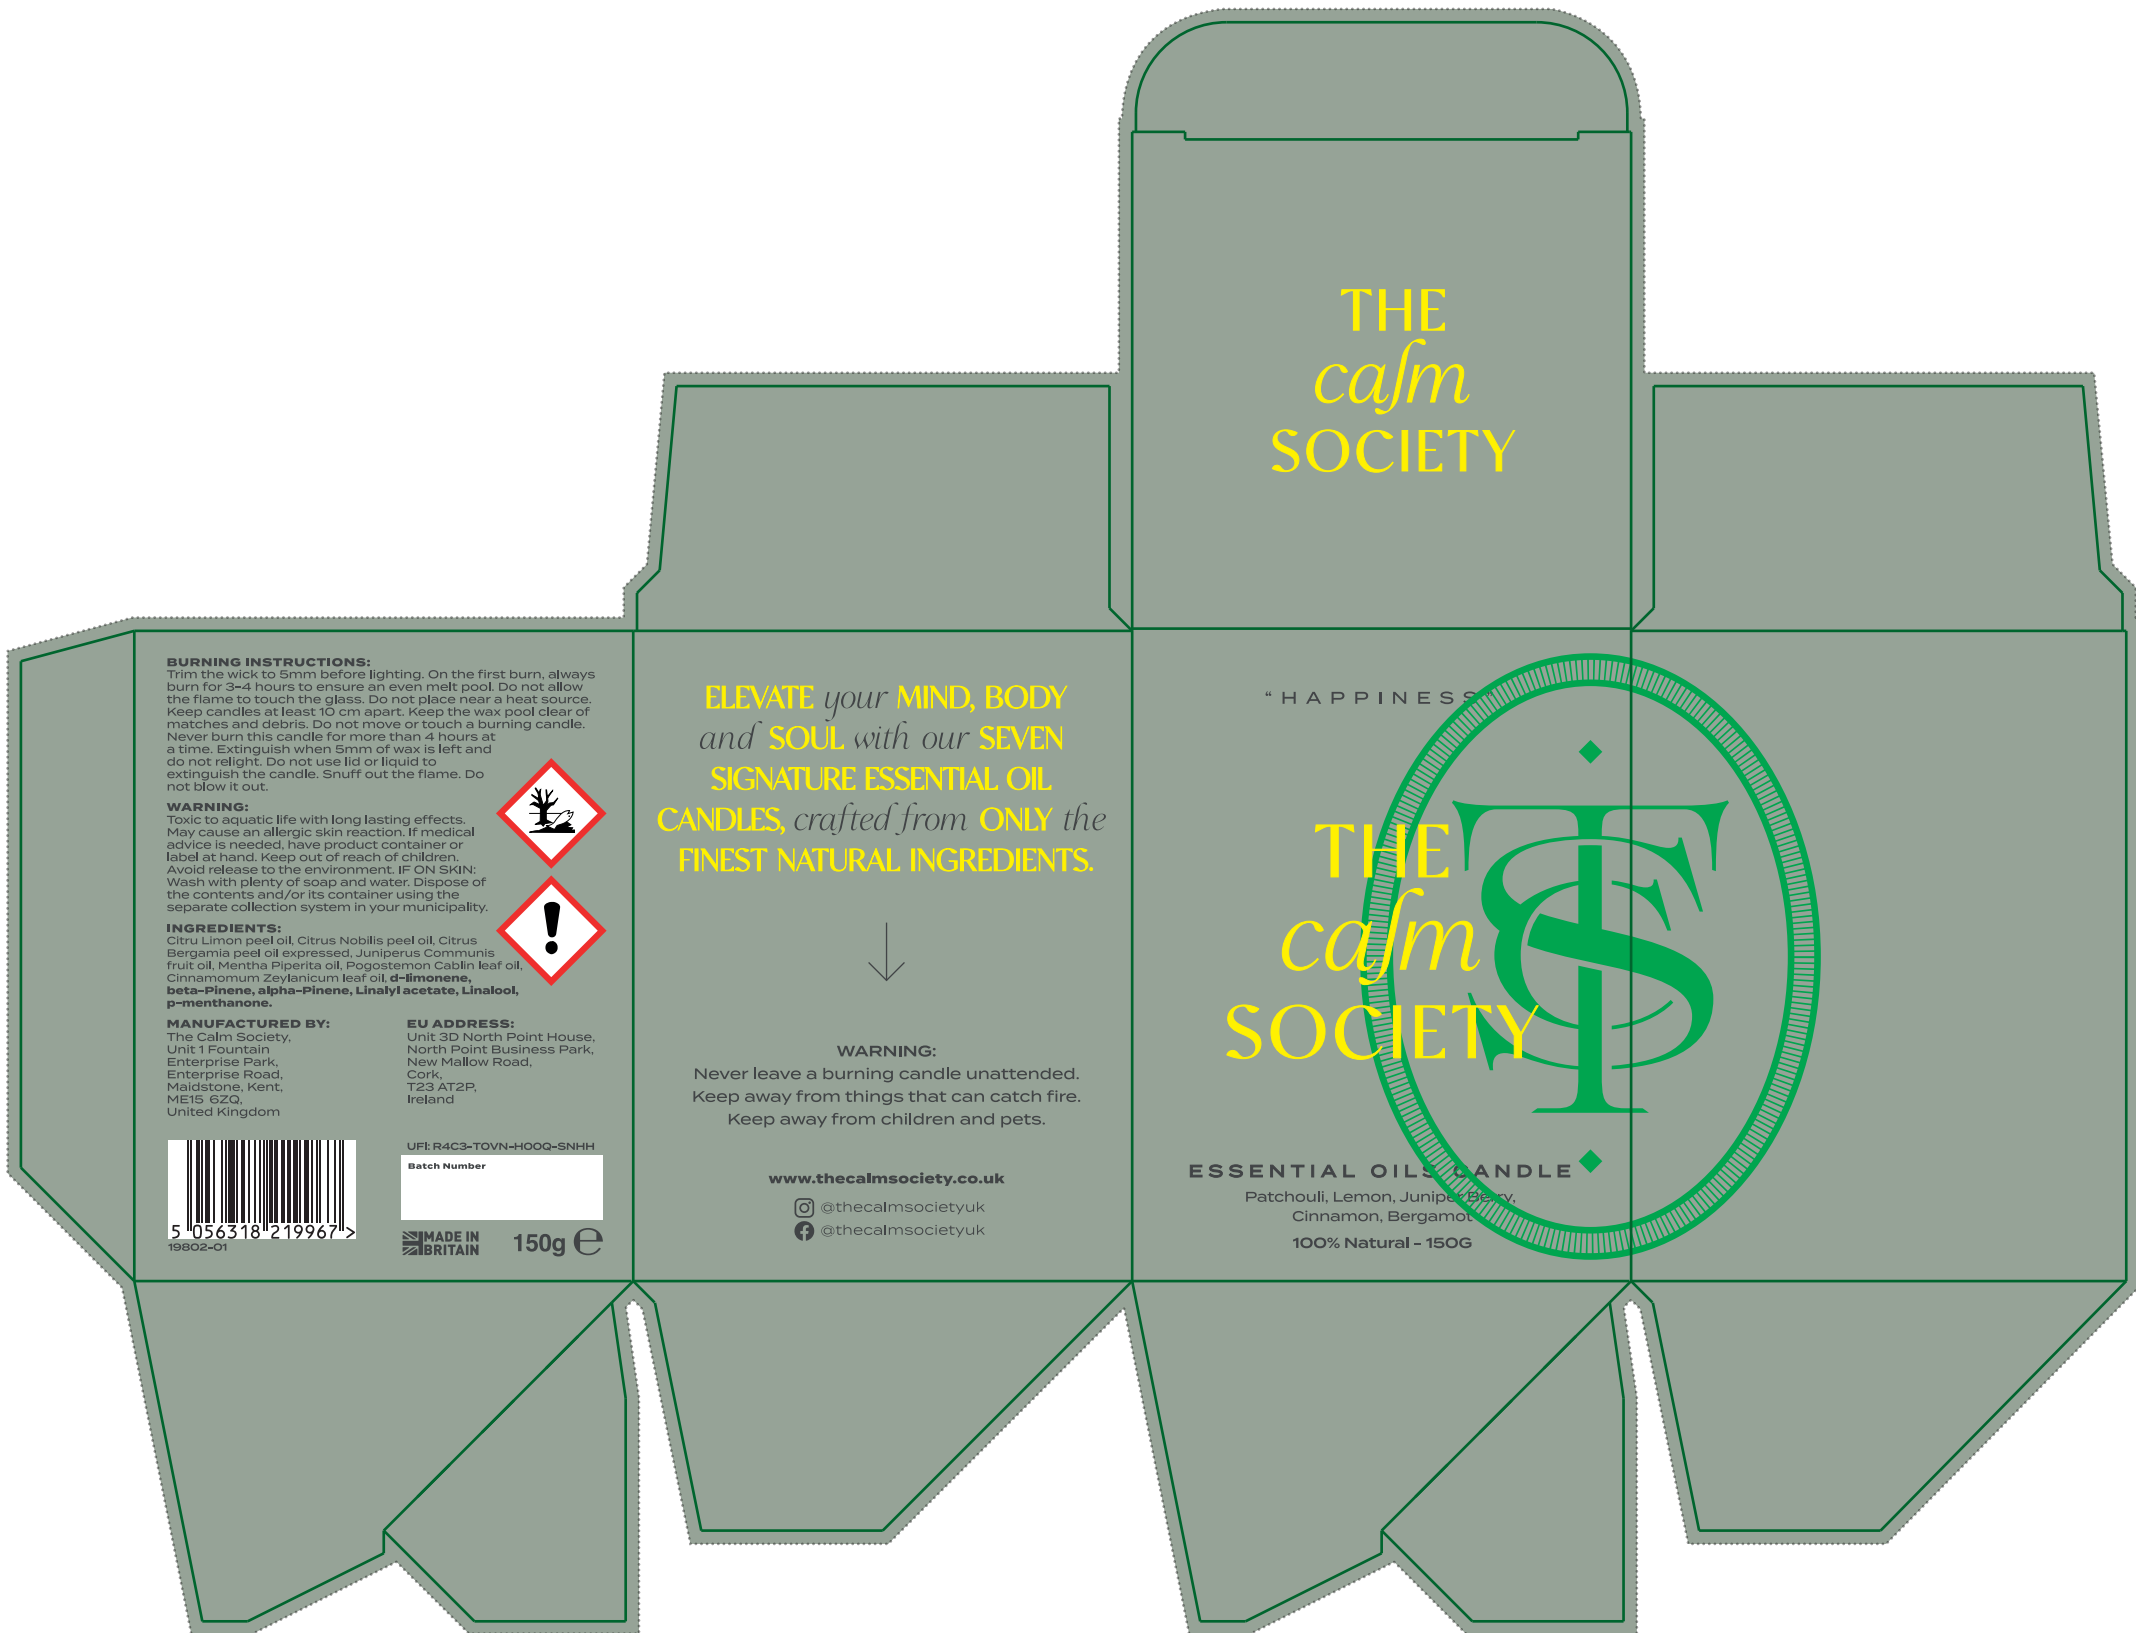 THE
calm
SOCIETY
BURNING INSTRUCTIONS:
Trim the wick to 5mm before lighting. On the first burn, always
burn for 3-4 hours to ensure an even melt pool. Do not allow
the flame to touch the glass. Do not place near a heat source.
Keep candles at least 10 cm apart. Keep the wax pool clear of
matches and debris. Do not move or touch a burning candle.
Never burn this candle for more than 4 hours at
a time. Extinguish when 5mm of wax is left and
do not relight. Do not use lid or liquid to
extinguish the candle. Snuff out the flame. Do
not blow it out.
WARNING:
Toxic to aquatic life with long lasting effects.
May cause an allergic skin reaction. If medical
advice is needed, have product container or
label at hand. Keep out of reach of children.
Avoid release to the environment. IF ON SKIN:
Wash with plenty of soap and water. Dispose of
the contents and/or its container using the
separate collection system in your municipality.
INGREDIENTS:
Citru Limon peel oil, Citrus Nobilis peel oil, Citrus
Bergamia peel oil expressed, Juniperus Communis
fruit oil, Mentha Piperita oil, Pogostemon Cablin leaf oil,
Cinnamomum Zeylanicum leaf oil, d-limonene,
beta-Pinene, alpha-Pinene, Linalyl acetate, Linalool,
p-menthanone.
MANUFACTURED BY:
The Calm Society,
Unit 1 Fountain
Enterprise Park,
Enterprise Road,
Maidstone, Kent,
ME15 6ZQ,
United Kingdom
EU ADDRESS:
Unit 3D North Point House,
North Point Business Park,
New Mallow Road,
Cork,
T23 AT2P,
Ireland
5 056318 219967 >
19802-01
UFI: R4C3-T0VN-H00Q-SNHH
Batch Number
MADE IN
BRITAIN
150g ℮
ELEVATE your MIND, BODY
and SOUL with our SEVEN
SIGNATURE ESSENTIAL OIL
CANDLES, crafted from ONLY the
FINEST NATURAL INGREDIENTS.
WARNING:
Never leave a burning candle unattended.
Keep away from things that can catch fire.
Keep away from children and pets.
www.thecalmsociety.co.uk
@thecalmsocietyuk
@thecalmsocietyuk
“HAPPINESS”
THE
calm
SOCIETY
TCS
ESSENTIAL OILS CANDLE
Patchouli, Lemon, Juniper Berry,
Cinnamon, Bergamot
100% Natural - 150G